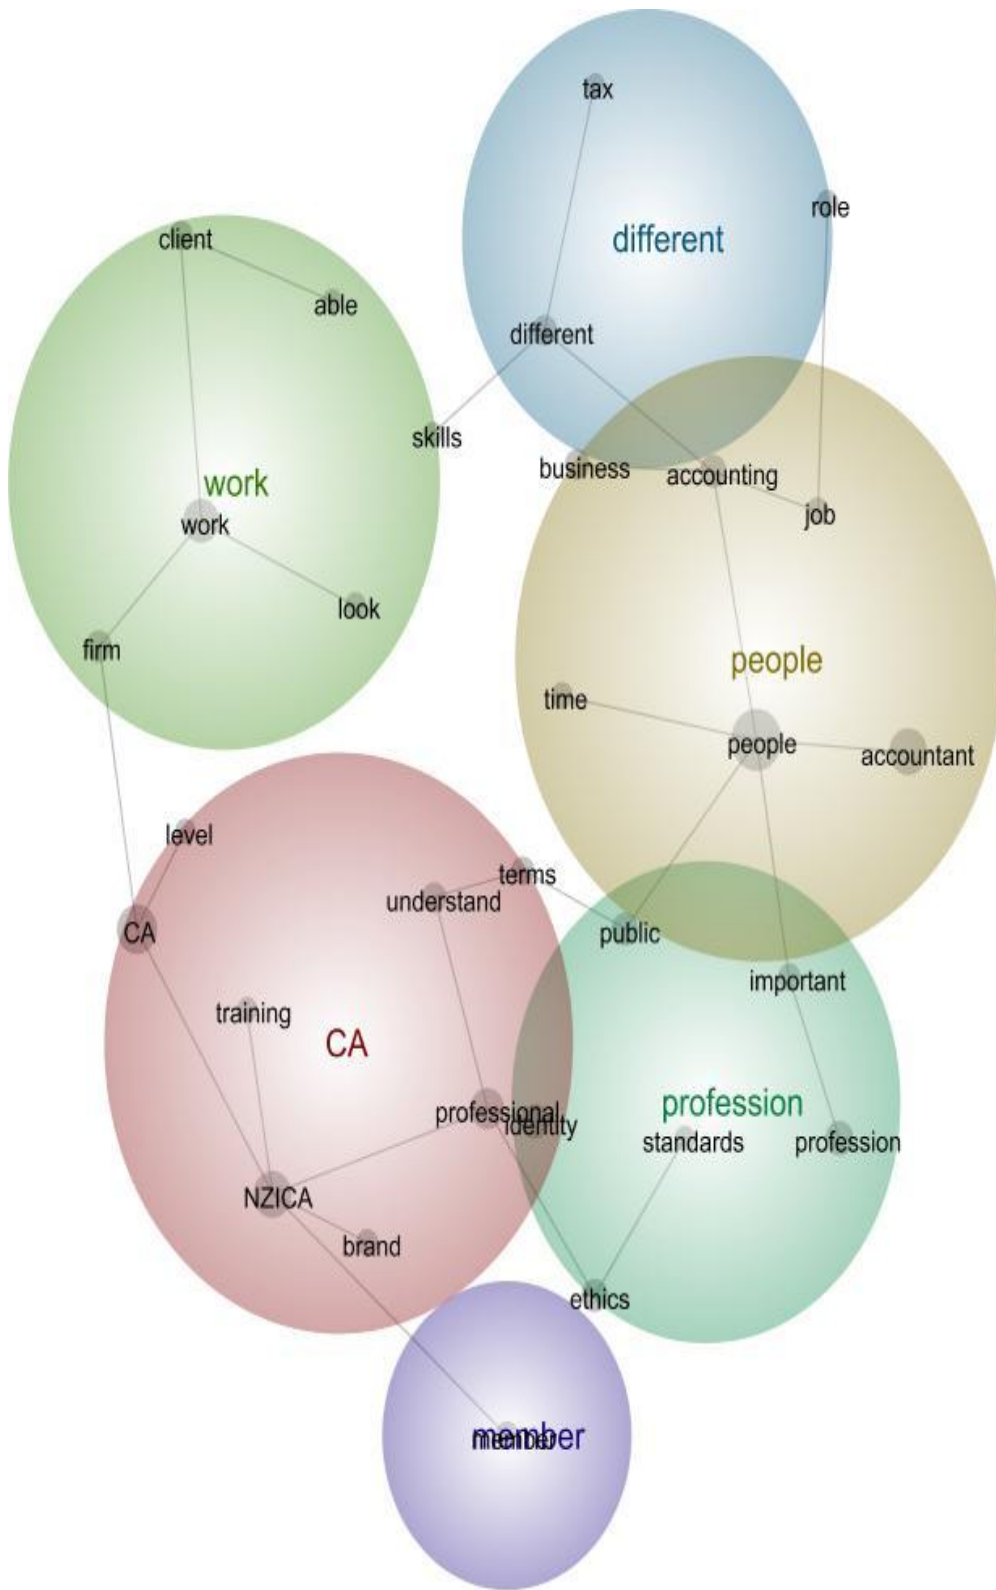 tax
role
different
client
able
different
skills
business
accounting
work
job
work
look
firm
people
time
people
accountant
level
terms
understand
CA
public
important
training
CA
profession
professional
identity
standards
profession
NZICA
brand
ethics
member
member